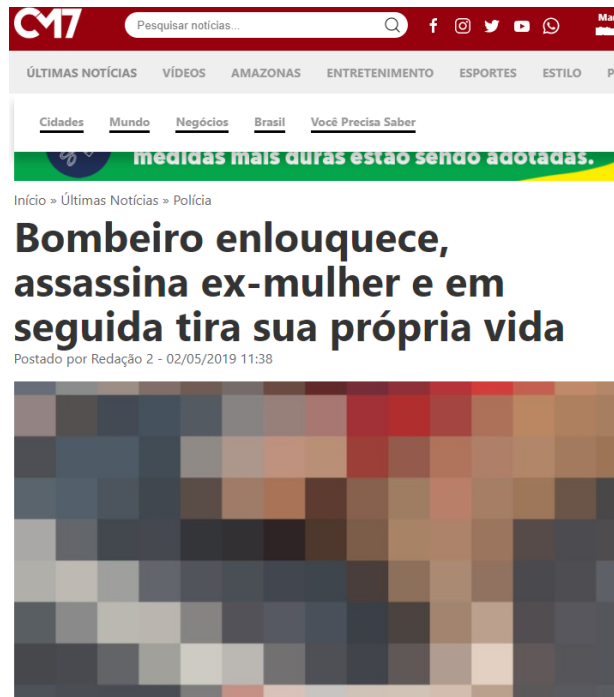 CM7
Pesquisar notícias...
ÚLTIMAS NOTÍCIAS VÍDEOS AMAZONAS ENTRETENIMENTO ESPORTES ESTILO
Cidades Mundo Negócios Brasil Você Precisa Saber
medidas mais duras estão sendo adotadas.
Início » Últimas Notícias » Polícia
Bombeiro enlouquece,
assassina ex-mulher e em
seguida tira sua própria vida
Postado por Redação 2 - 02/05/2019 11:38